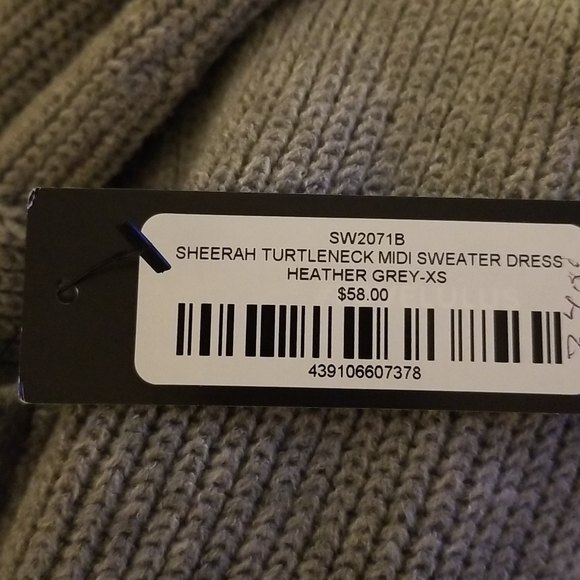 SW2071B
SHEERAH TURTLENECK MIDI SWEATER DRESS
HEATHER GREY-XS
$58.00
439106607378